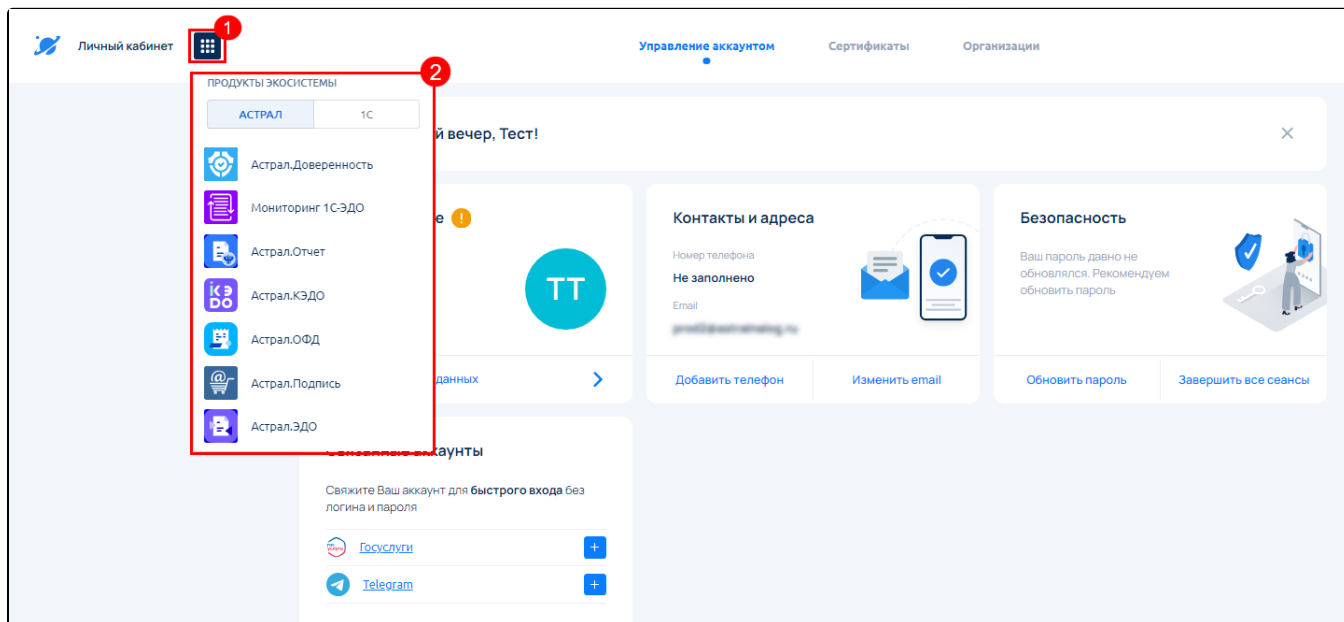 1
Личный кабинет
Управление аккаунтом
Сертификаты
Организации
2
ПРОДУКТЫ ЭКОСИСТЕМЫ
АСТРАЛ
1С
Астрал.Доверенность
Мониторинг 1С-ЭДО
Астрал.Отчет
КЭДО
Астрал.КЭДО
Астрал.ОФД
Астрал.Подпись
Астрал.ЭДО
й вечер, Тест!
е
!
ТТ
данных
Контакты и адреса
Номер телефона
Не заполнено
Email
Добавить телефон
Изменить email
Безопасность
Ваш пароль давно не
обновлялся. Рекомендуем
обновить пароль
Обновить пароль
Завершить все сеансы
аккаунты
Свяжите Ваш аккаунт для быстрого входа без
логина и пароля
Госуслуги
Telegram